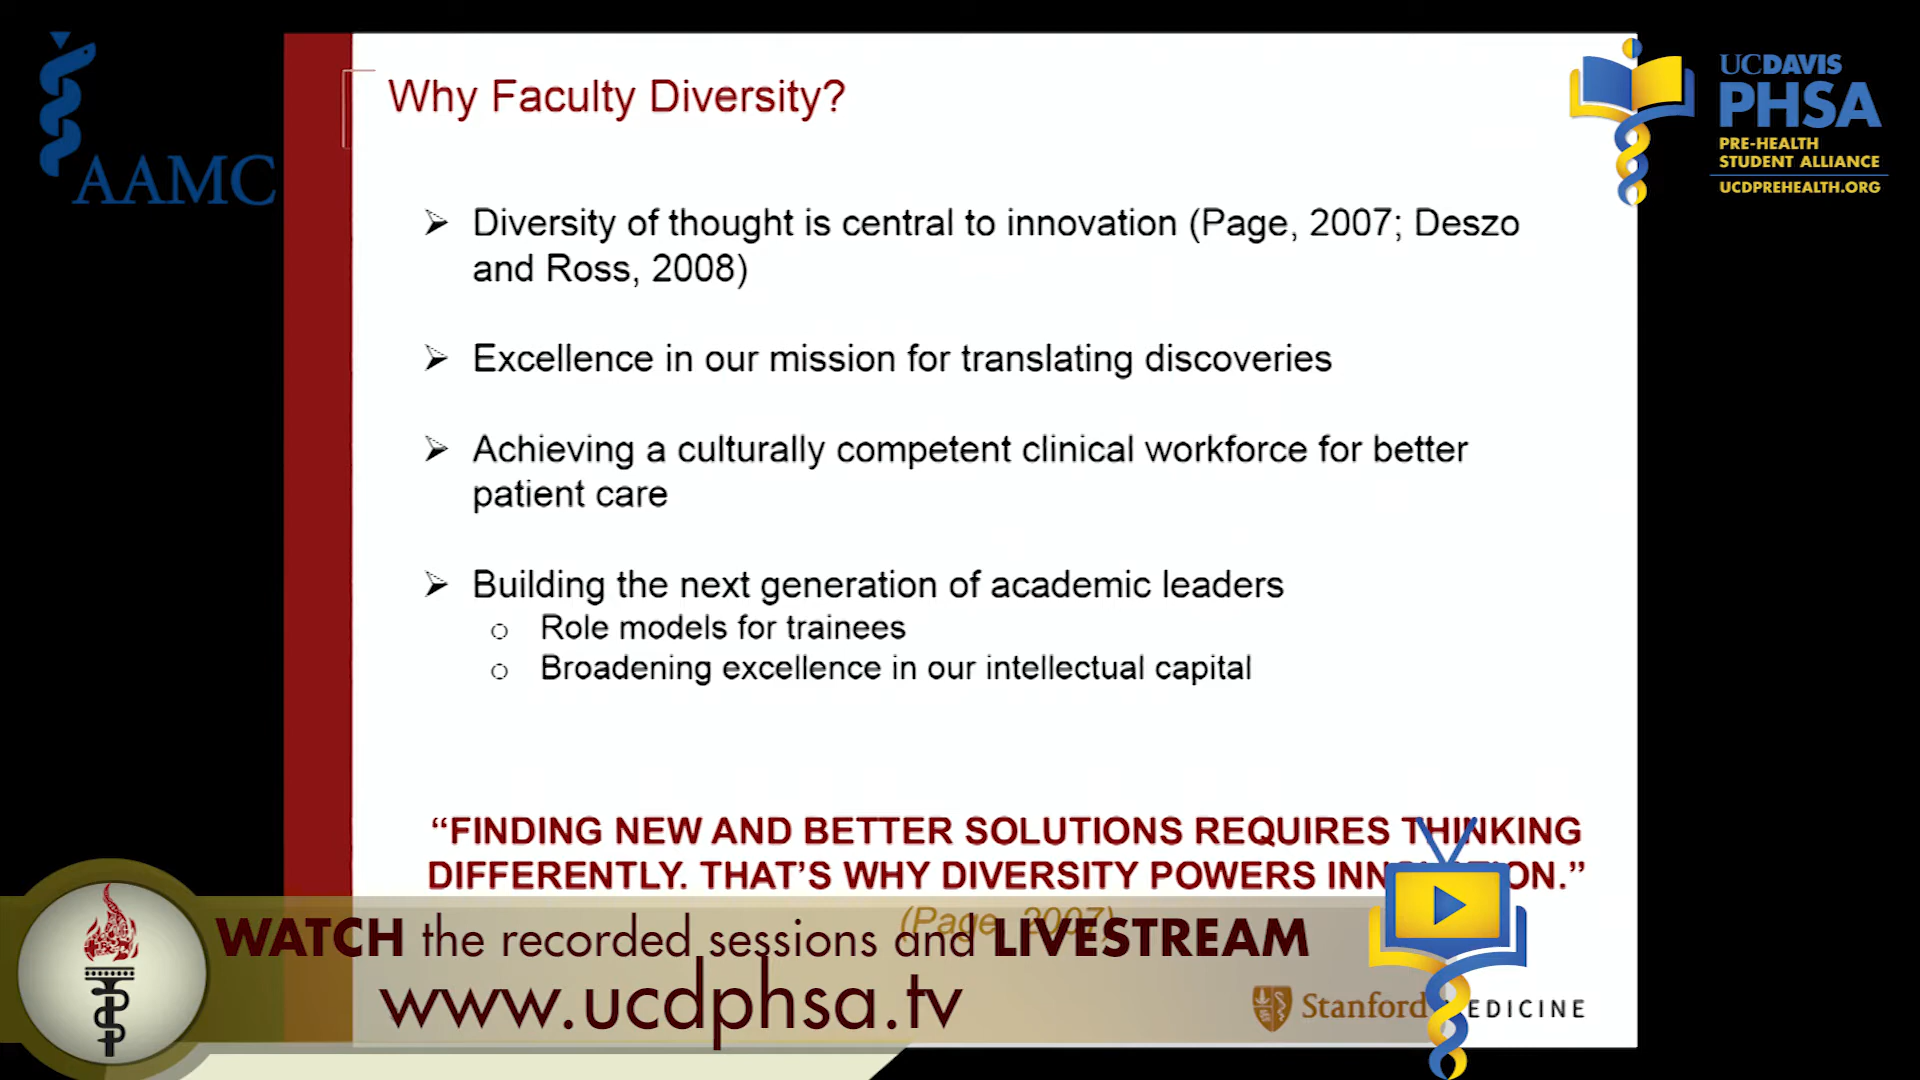 AAMC
Why Faculty Diversity?
UCDAVIS
PHSA
PRE-HEALTH
STUDENT ALLIANCE
UCDPREHEALTH.ORG
Diversity of thought is central to innovation (Page, 2007; Deszo
and Ross, 2008)
Excellence in our mission for translating discoveries
Achieving a culturally competent clinical workforce for better
patient care
Building the next generation of academic leaders
Role models for trainees
Broadening excellence in our intellectual capital
“FINDING NEW AND BETTER SOLUTIONS REQUIRES THINKING
DIFFERENTLY. THAT’S WHY DIVERSITY POWERS INNOVATION.”
(Page, 2007)
WATCH the recorded sessions and LIVESTREAM
www.ucdphsa.tv
Stanford MEDICINE